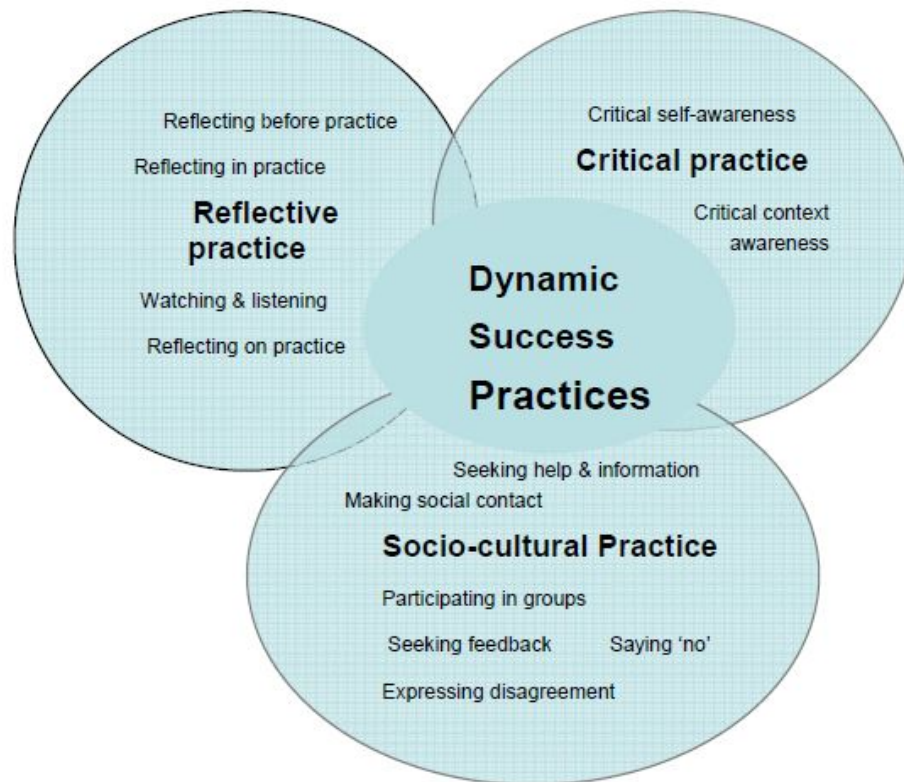 Reflecting before practice
Reflecting in practice
Reflective
practice
Watching & listening
Reflecting on practice
Critical self-awareness
Critical practice
Critical context
awareness
Dynamic
Success
Practices
Seeking help & information
Making social contact
Socio-cultural Practice
Participating in groups
Seeking feedback
Saying ‘no’
Expressing disagreement